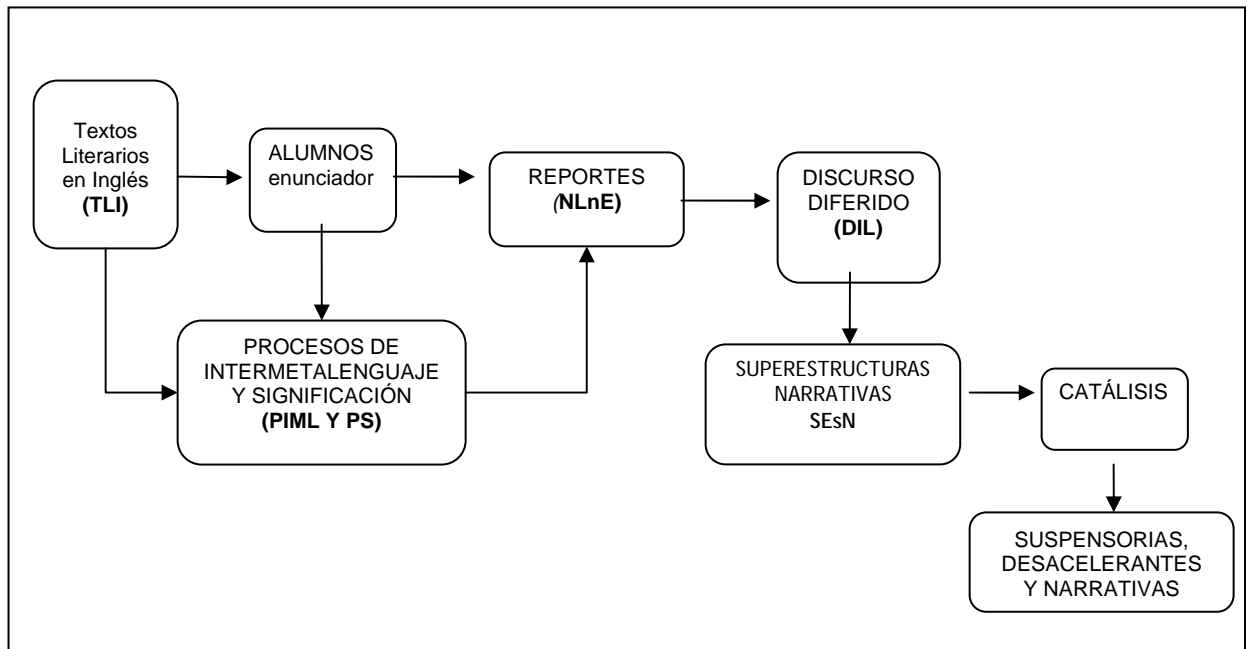 Textos
Literarios
en Inglés
(TLI)
ALUMNOS
enunciador
REPORTES
(NLnE)
DISCURSO
DIFERIDO
(DIL)
PROCESOS DE
INTERMETALENGUAJE
Y SIGNIFICACIÓN
(PIML Y PS)
SUPERESTRUCTURAS
NARRATIVAS
SEsN
CATÁLISIS
SUSPENSORIAS,
DESACELERANTES
Y NARRATIVAS